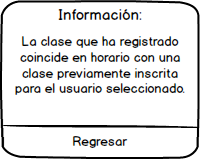 Información:
La clase que ha registrado
coincide en horario con una
clase previamente inscrita
para el usuario seleccionado.
Regresar